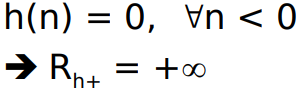 h(n) = 0, ∀n < 0
➔ Rh+ = +∞